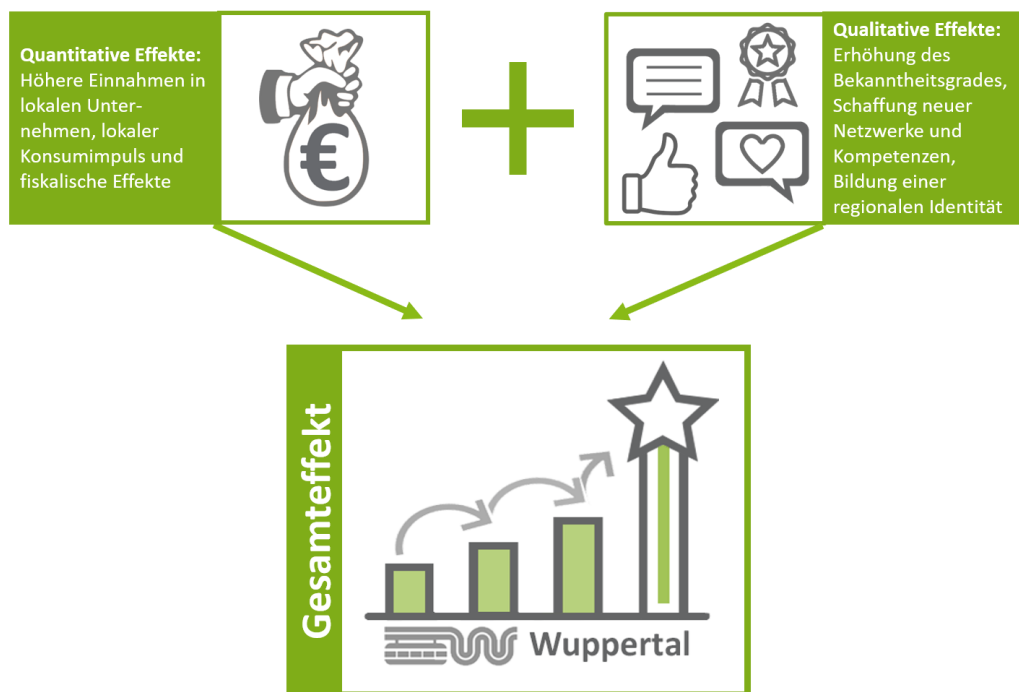 Quantitative Effekte:
Höhere Einnahmen in
lokalen Unter-
nehmen, lokaler
Konsumimpuls und
fiskalische Effekte
€
Qualitative Effekte:
Erhöhung des
Bekanntheitsgrades,
Schaffung neuer
Netzwerke und
Kompetenzen,
Bildung einer
regionalen Identität
Gesamteffekt
Wuppertal